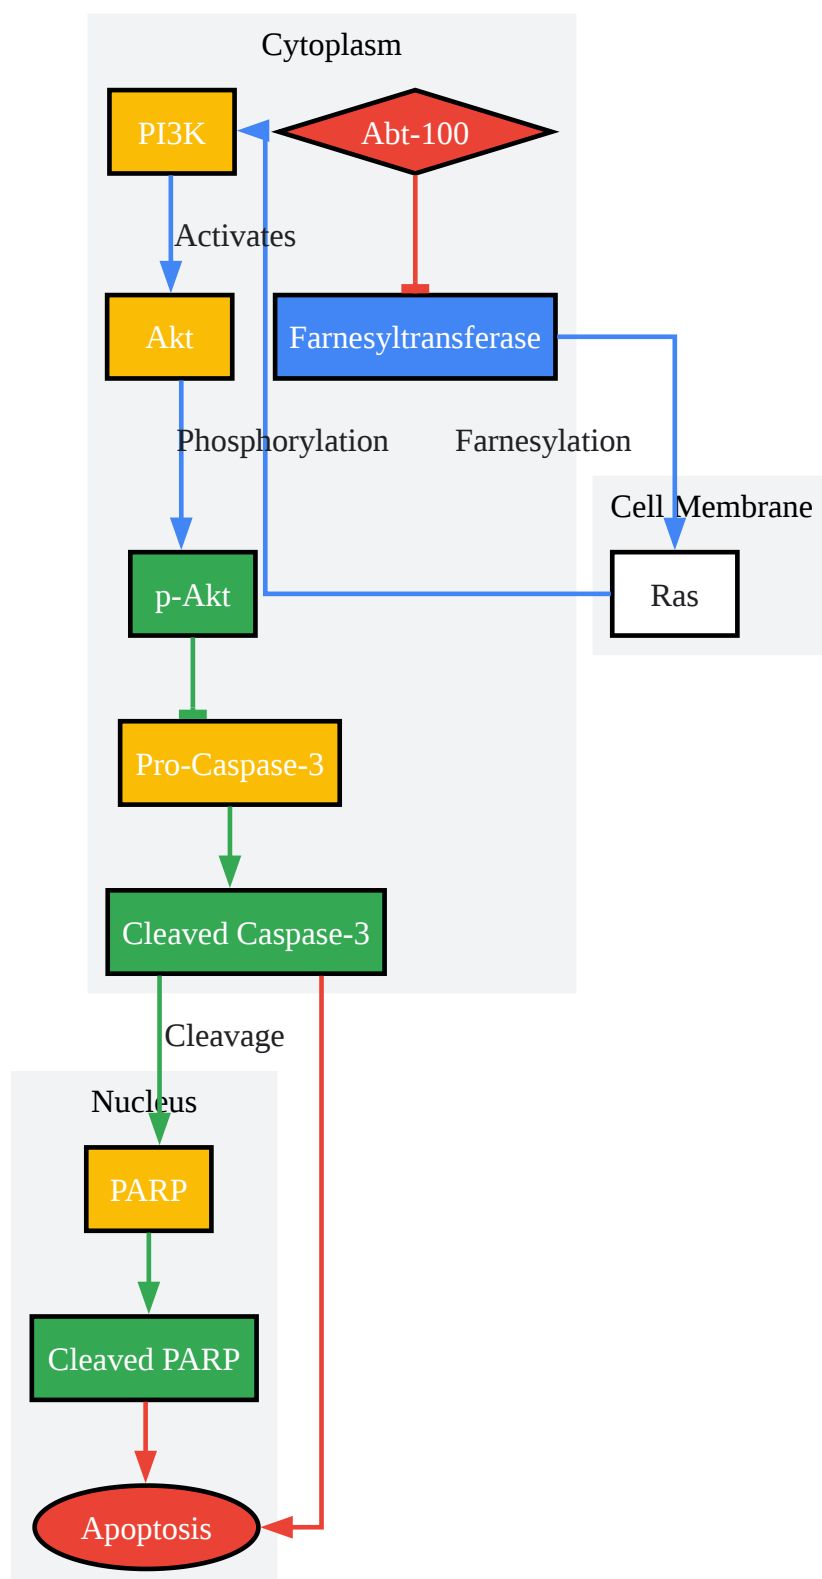 Cytoplasm
PI3K
Abt-100
Activates
Akt
Farnesyltransferase
Phosphorylation
Farnesylation
Cell Membrane
p-Akt
Ras
Pro-Caspase-3
Cleaved Caspase-3
Cleavage
Nucleus
PARP
Cleaved PARP
Apoptosis